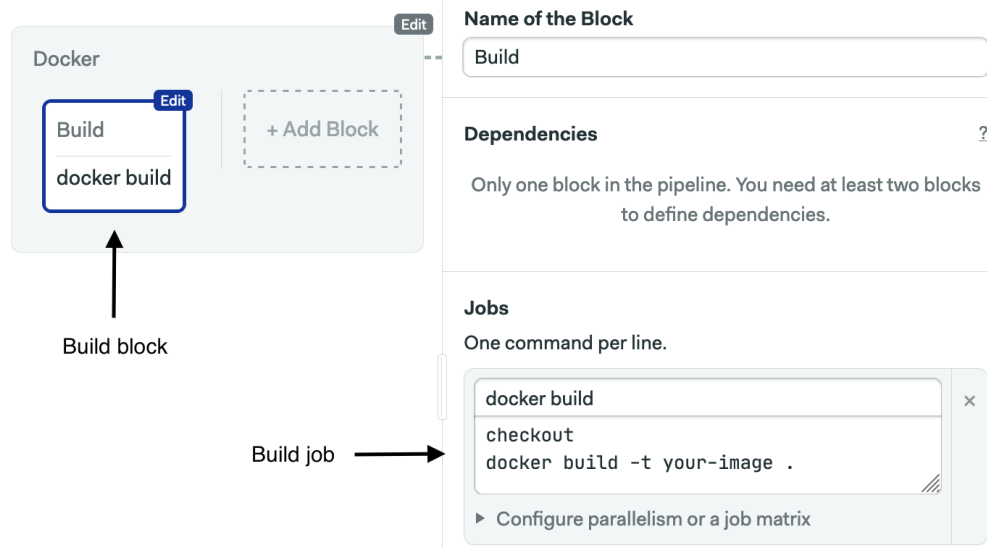 Edit
Docker
Edit
Build
docker build
+ Add Block
Build block
Build job
Name of the Block
Build
Dependencies
?
Only one block in the pipeline. You need at least two blocks
to define dependencies.
Jobs
One command per line.
docker build
×
checkout
docker build -t your-image .
Configure parallelism or a job matrix